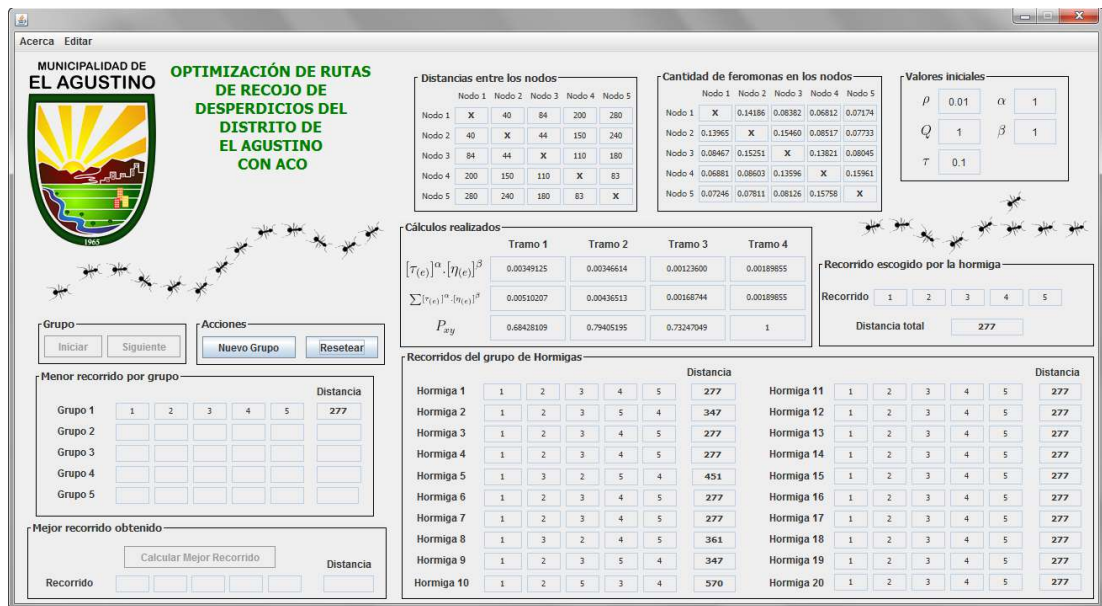 Acerca Editar
MUNICIPALIDAD DE
EL AGUSTINO
1965
OPTIMIZACIÓN DE RUTAS
DE RECOJO DE
DESPERDICIOS DEL
DISTRITO DE
EL AGUSTINO
CON ACO
Distancias entre los nodos
Nodo 1 Nodo 2 Nodo 3 Nodo 4 Nodo 5
Nodo 1 X 40 84 200 280
Nodo 2 40 X 44 150 240
Nodo 3 84 44 X 110 180
Nodo 4 200 150 110 X 83
Nodo 5 280 240 180 83 X
Cantidad de feromonas en los nodos
Nodo 1 Nodo 2 Nodo 3 Nodo 4 Nodo 5
Nodo 1 X 0.14186 0.08382 0.06812 0.07174
Nodo 2 0.13965 X 0.15460 0.08517 0.07733
Nodo 3 0.08467 0.15251 X 0.13821 0.08045
Nodo 4 0.06881 0.08603 0.13596 X 0.15961
Nodo 5 0.07246 0.07811 0.08126 0.15758 X
Valores iniciales
ρ 0.01 α 1
Q 1 β 1
τ 0.1
Cálculos realizados
Tramo 1 Tramo 2 Tramo 3 Tramo 4
[τ(e)]^α.[η(e)]^β 0.00349125 0.00346614 0.00123600 0.00189855
∑[τ(e)]^α.[η(e)]^β 0.00510207 0.00436513 0.00168744 0.00189855
P_xy 0.68428109 0.79405195 0.73247049 1
Recorrido escogido por la hormiga
Recorrido 1 2 3 4 5
Distancia total 277
Grupo
Iniciar Siguiente
Acciones
Nuevo Grupo Resetear
Menor recorrido por grupo
Distancia
Grupo 1 1 2 3 4 5 277
Grupo 2
Grupo 3
Grupo 4
Grupo 5
Mejor recorrido obtenido
Calcular Mejor Recorrido
Distancia
Recorrido
Recorridos del grupo de Hormigas
Distancia Distancia
Hormiga 1 1 2 3 4 5 277 Hormiga 11 1 2 3 4 5 277
Hormiga 2 1 2 3 5 4 347 Hormiga 12 1 2 3 4 5 277
Hormiga 3 1 2 3 4 5 277 Hormiga 13 1 2 3 4 5 277
Hormiga 4 1 2 3 4 5 277 Hormiga 14 1 2 3 4 5 277
Hormiga 5 1 3 2 5 4 451 Hormiga 15 1 2 3 4 5 277
Hormiga 6 1 2 3 4 5 277 Hormiga 16 1 2 3 4 5 277
Hormiga 7 1 2 3 4 5 277 Hormiga 17 1 2 3 4 5 277
Hormiga 8 1 3 2 4 5 361 Hormiga 18 1 2 3 4 5 277
Hormiga 9 1 2 3 5 4 347 Hormiga 19 1 2 3 4 5 277
Hormiga 10 1 2 5 3 4 570 Hormiga 20 1 2 3 4 5 277